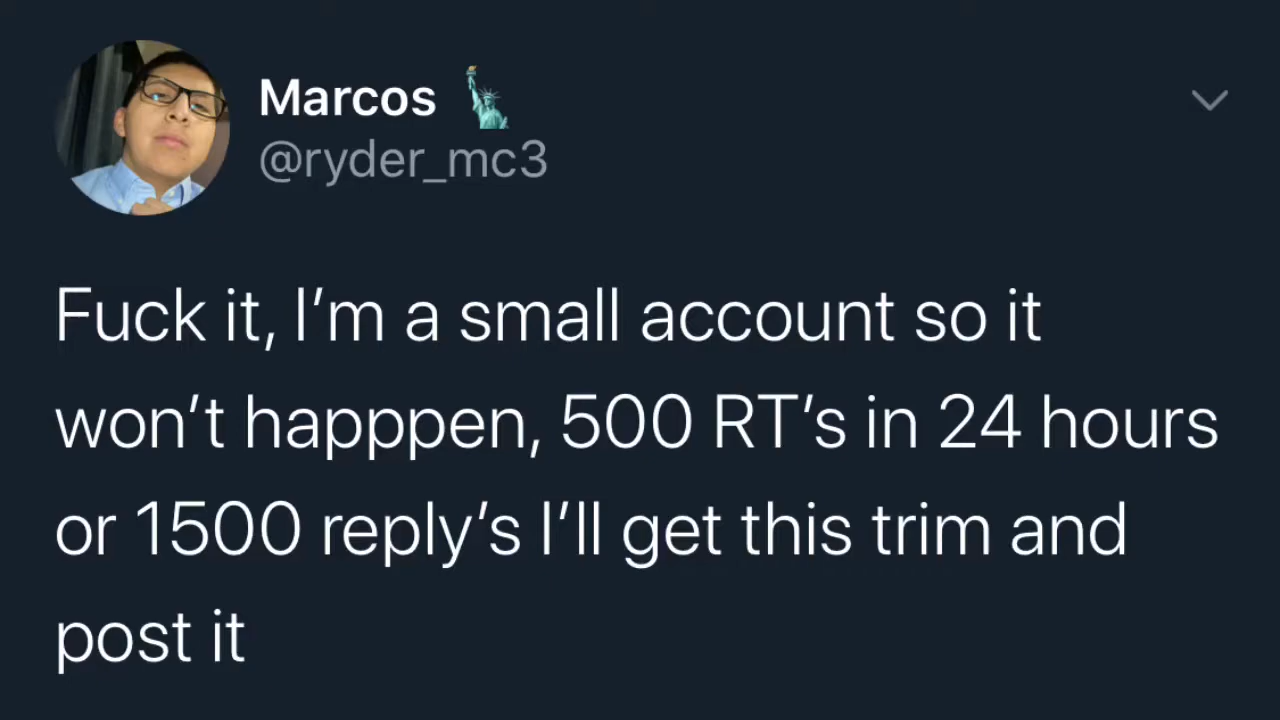 Marcos 🗽
@ryder_mc3
Fuck it, I’m a small account so it
won’t happpen, 500 RT’s in 24 hours
or 1500 reply’s I’ll get this trim and
post it